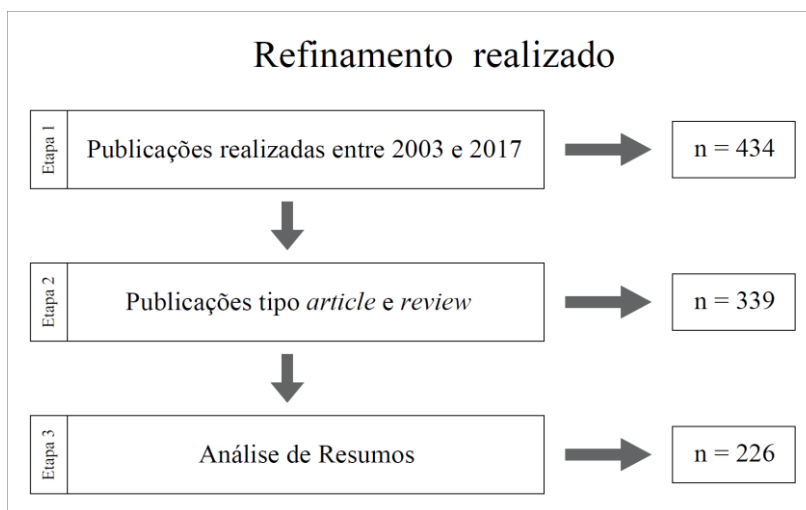 Refinamento realizado
Etapa 1
Publicações realizadas entre 2003 e 2017
n = 434
Etapa 2
Publicações tipo article e review
n = 339
Etapa 3
Análise de Resumos
n = 226